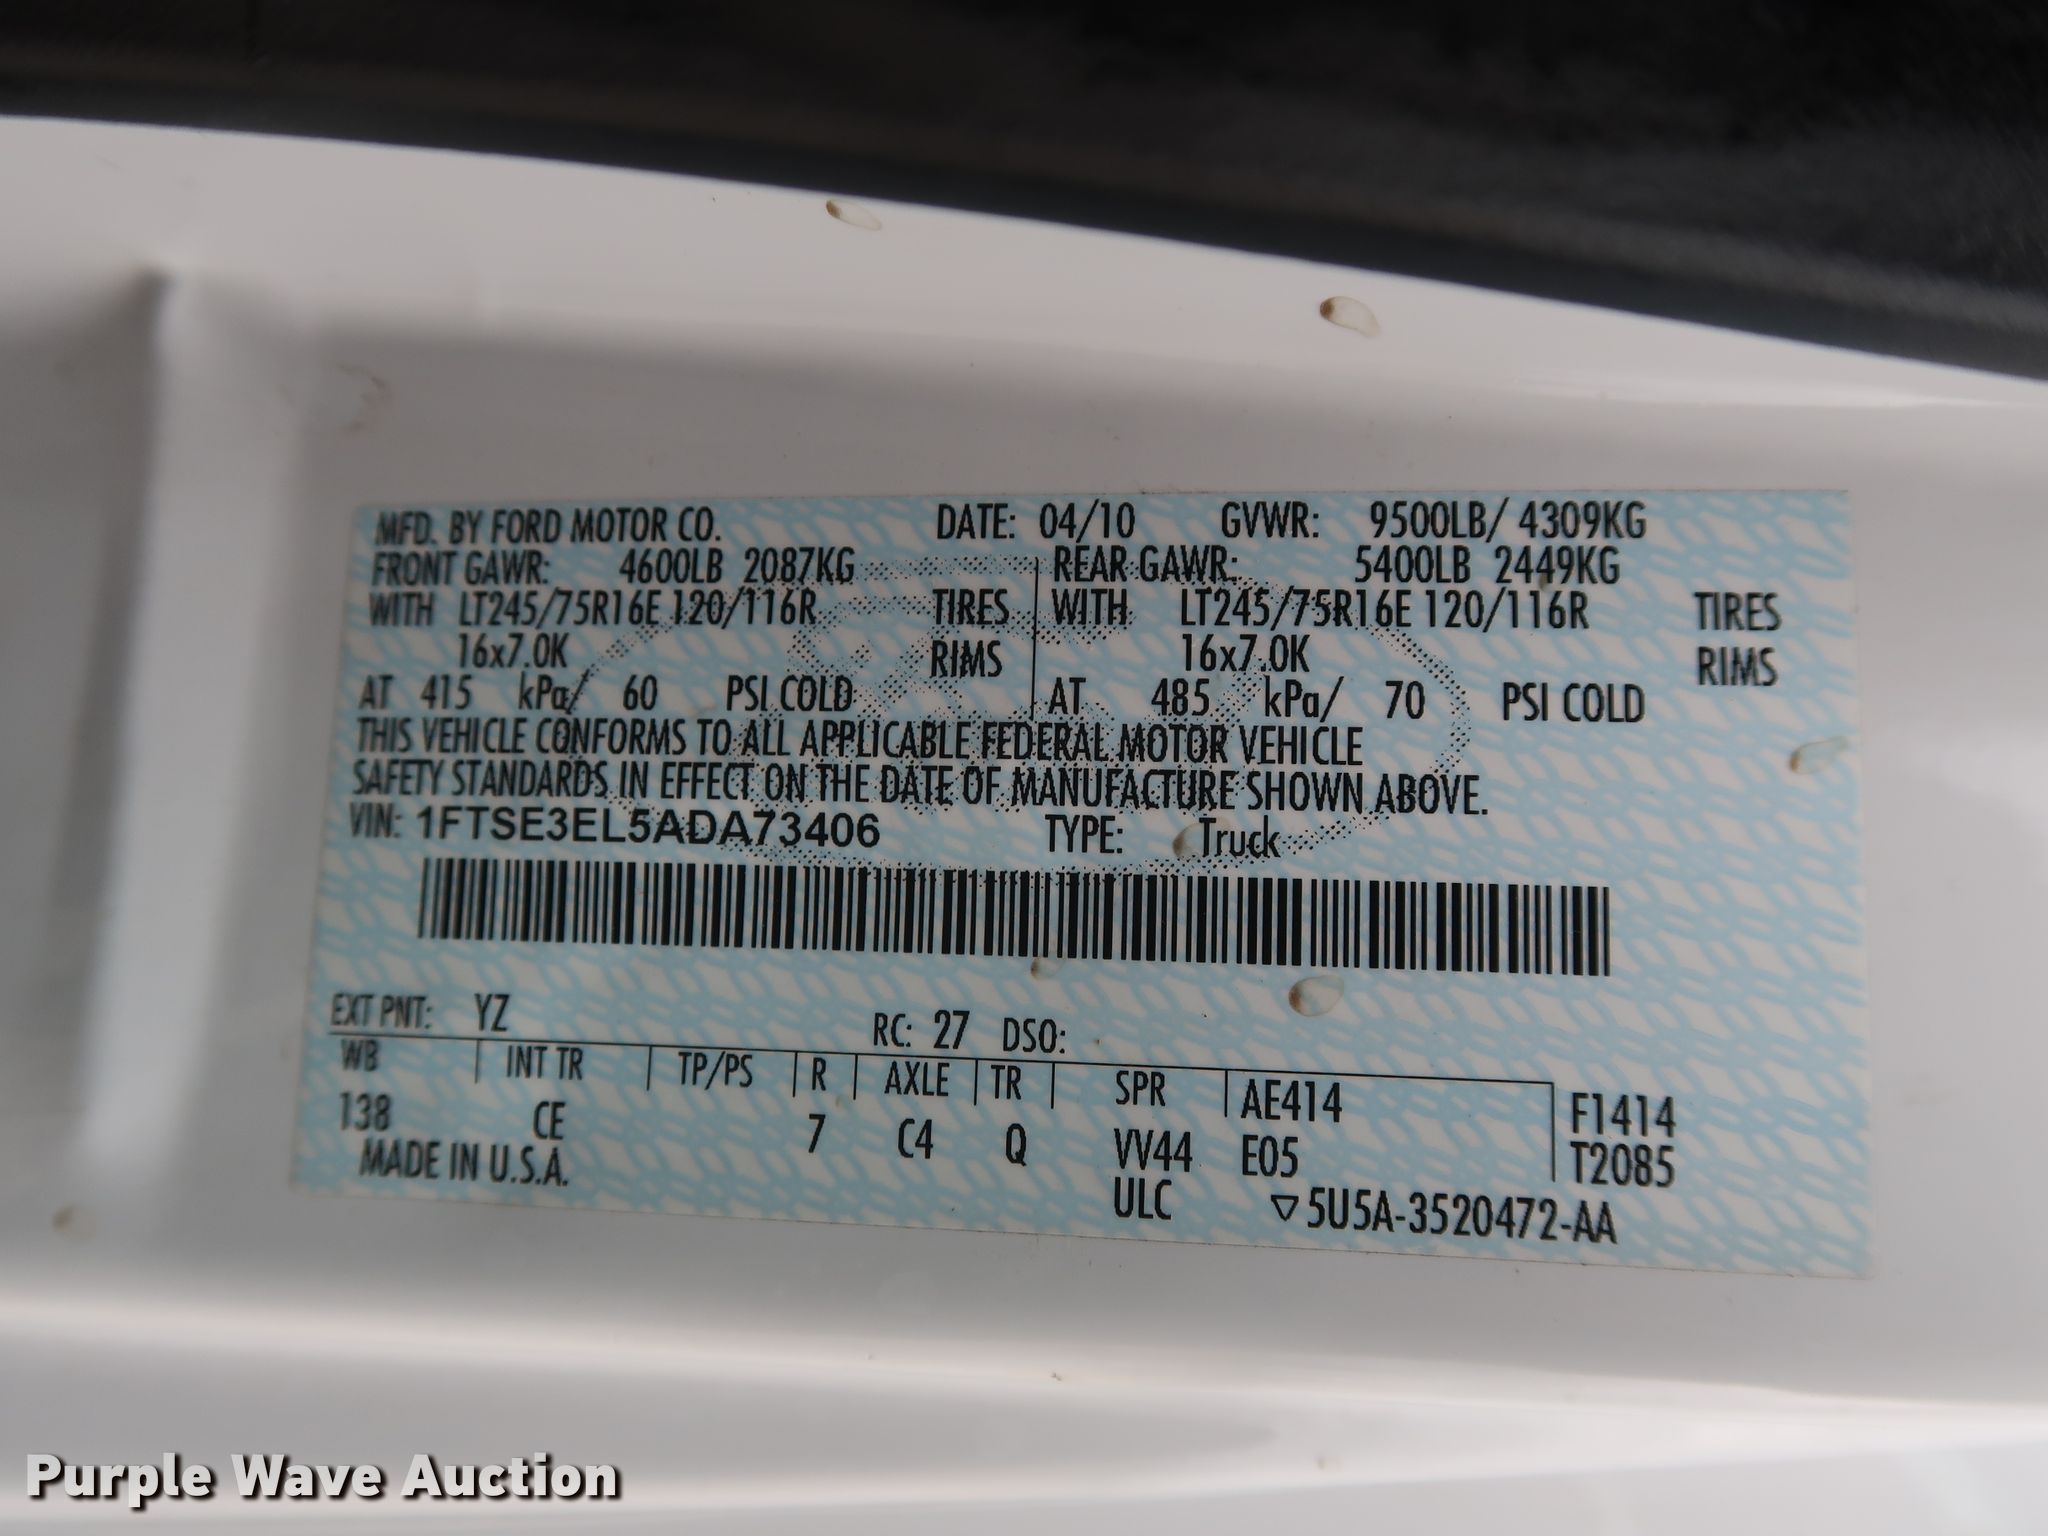 MFD. BY FORD MOTOR CO. DATE: 04/10 GVWR: 9500LB/ 4309KG
FRONT GAWR: 4600LB 2087KG REAR GAWR: 5400LB 2449KG
WITH LT245/75R16E 120/116R TIRES WITH LT245/75R16E 120/116R TIRES
16x7.0K RIMS 16x7.0K RIMS
AT 415 kPa/ 60 PSI COLD AT 485 kPa/ 70 PSI COLD
THIS VEHICLE CONFORMS TO ALL APPLICABLE FEDERAL MOTOR VEHICLE
SAFETY STANDARDS IN EFFECT ON THE DATE OF MANUFACTURE SHOWN ABOVE.
VIN: 1FTSE3EL5ADA73406 TYPE: Truck
EXT PNT: YZ RC: 27 DSO:
WB INT TR TP/PS R AXLE TR SPR AE414 F1414
138 CE 7 C4 Q VV44 E05 T2085
MADE IN U.S.A. ULC ▽5U5A-3520472-AA
Purple Wave Auction